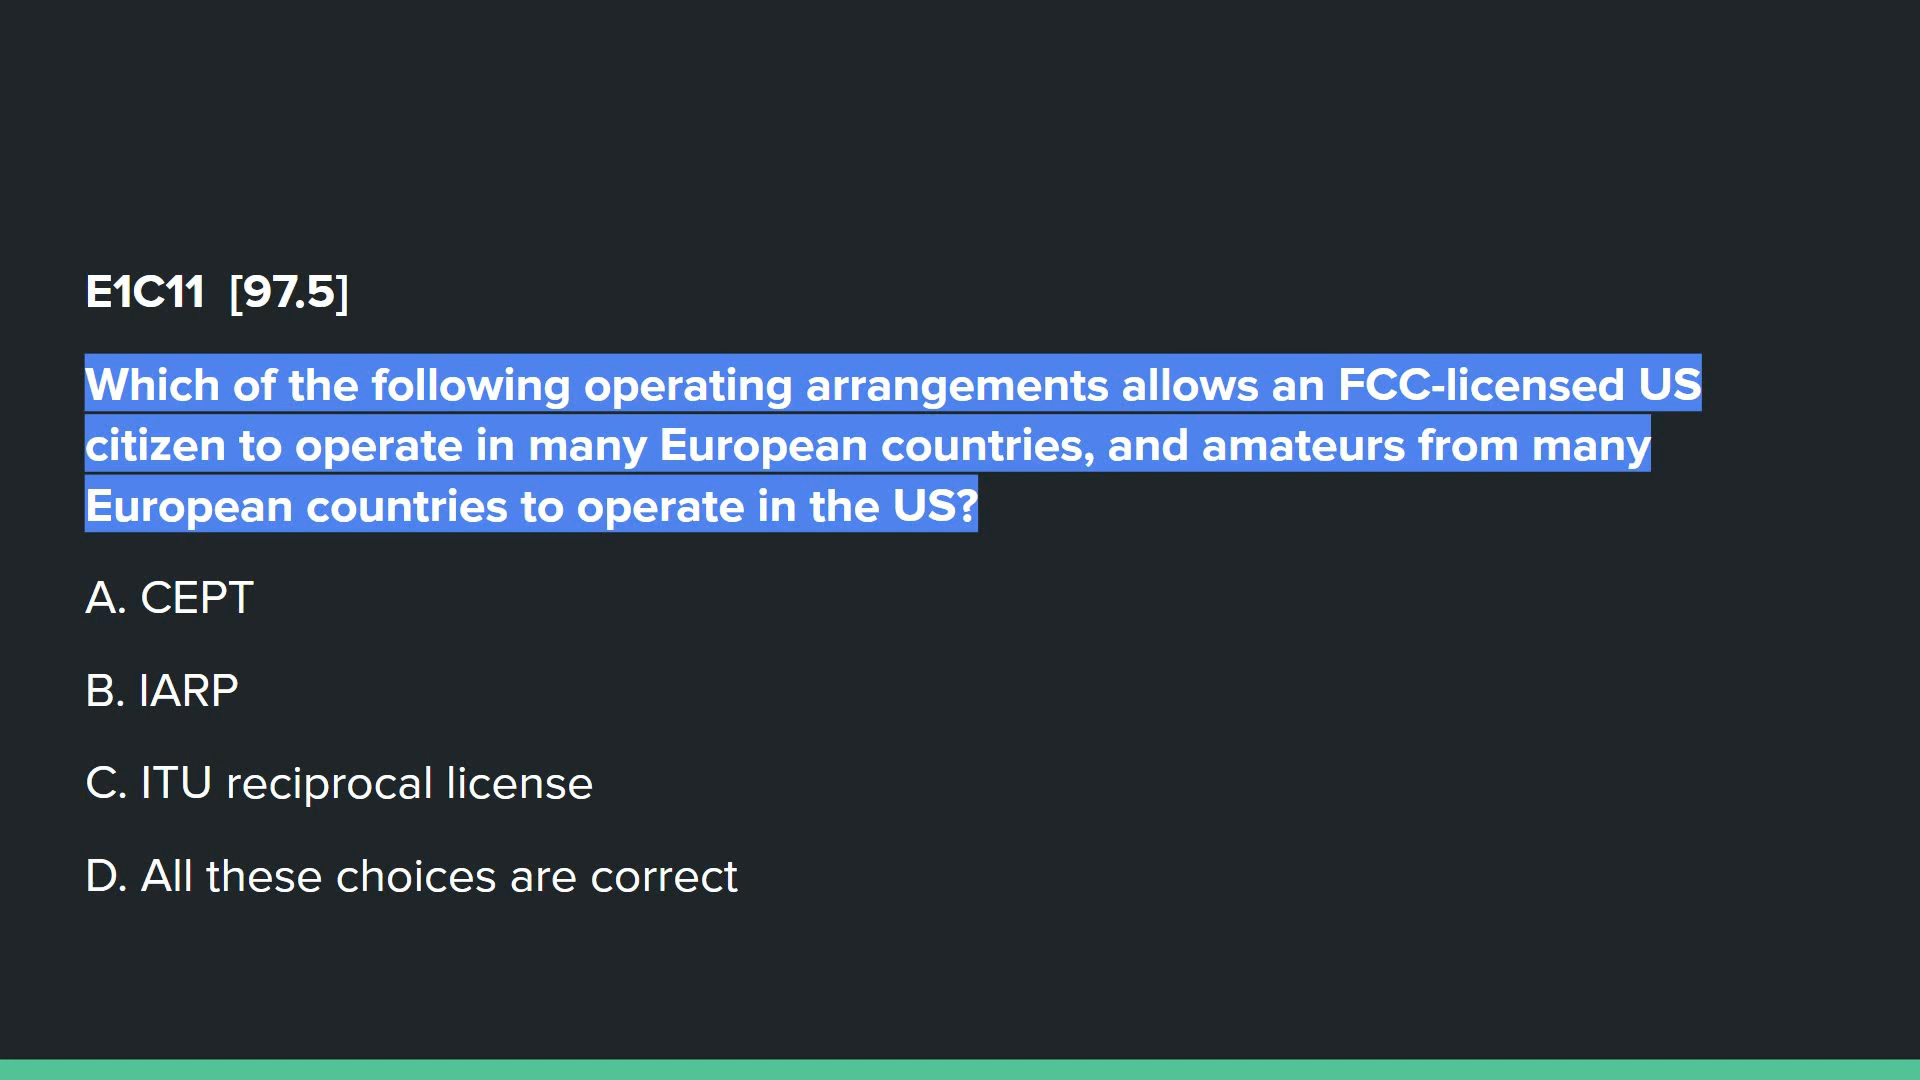 E1C11 [97.5]
Which of the following operating arrangements allows an FCC-licensed US
citizen to operate in many European countries, and amateurs from many
European countries to operate in the US?
A. CEPT
B. IARP
C. ITU reciprocal license
D. All these choices are correct